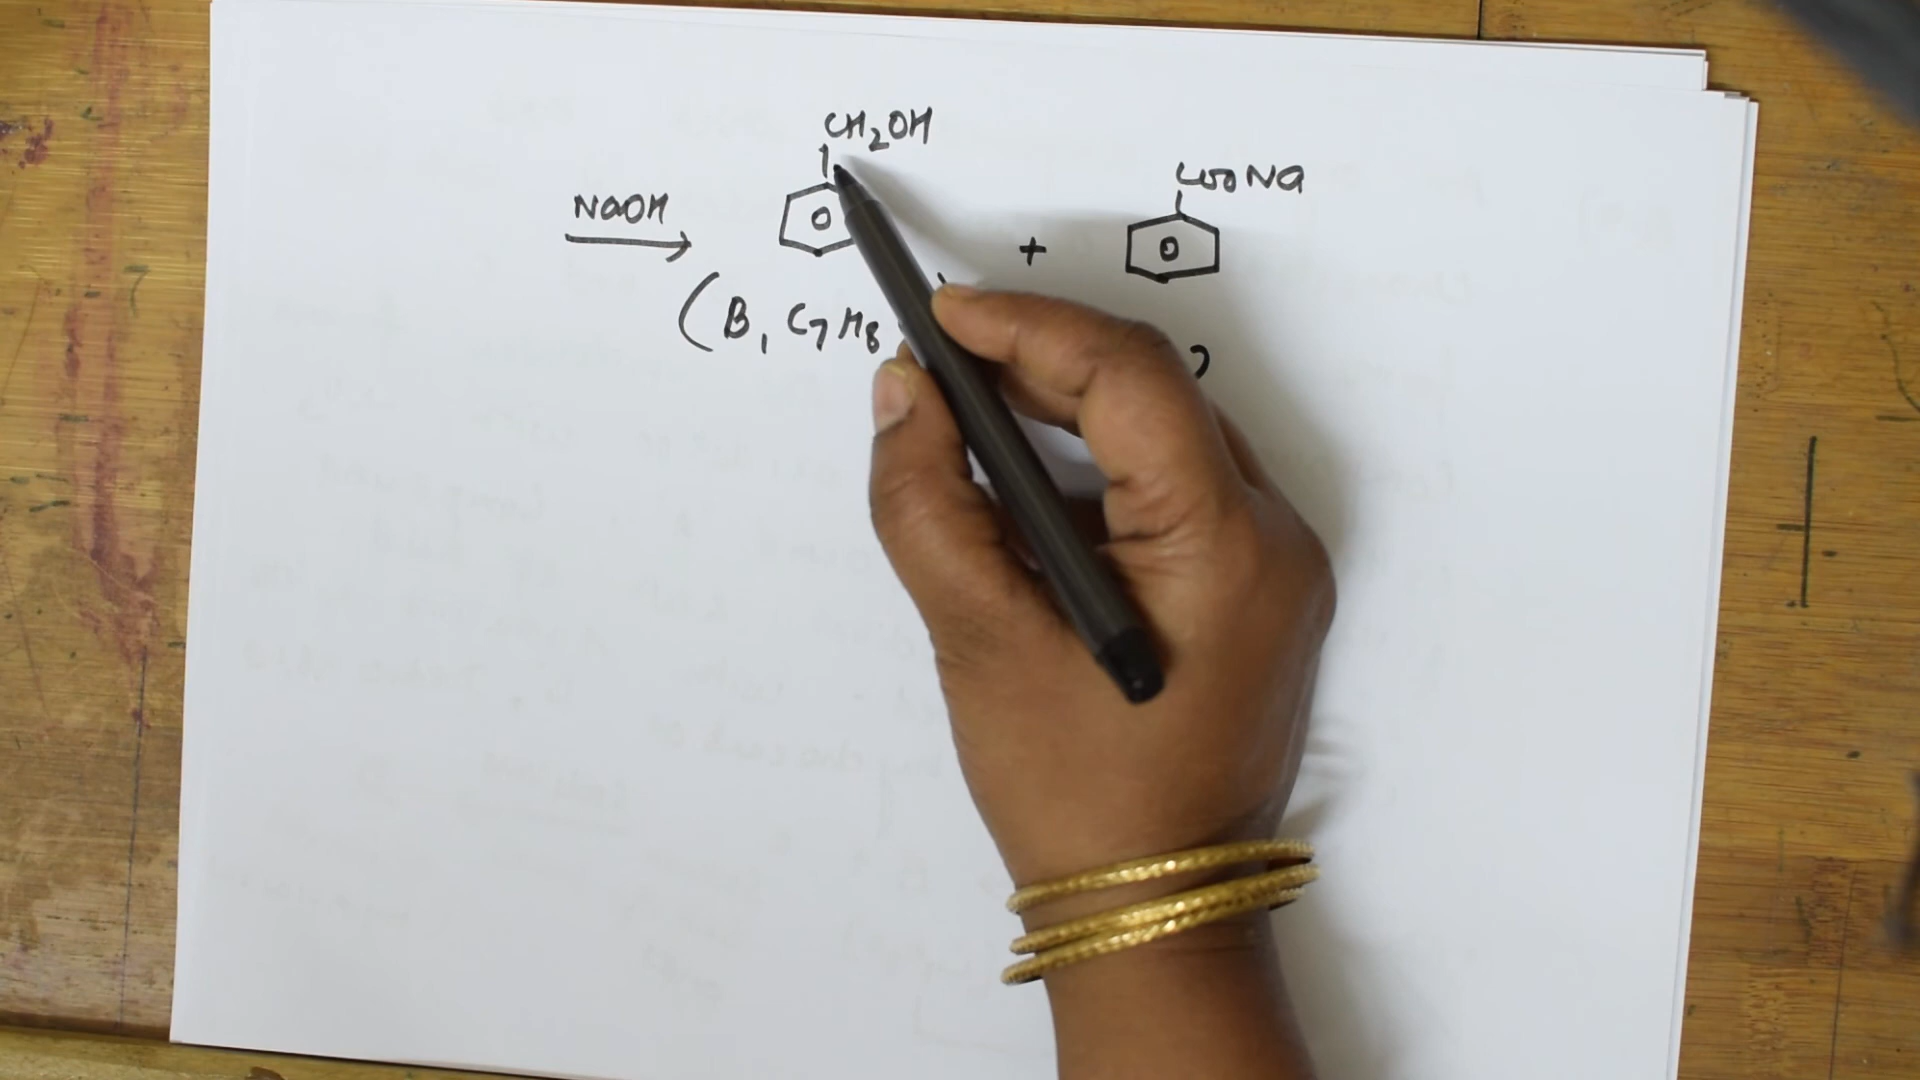 CH₂OH
COONa
NaOH
O + O
(B, C₇H₈
)